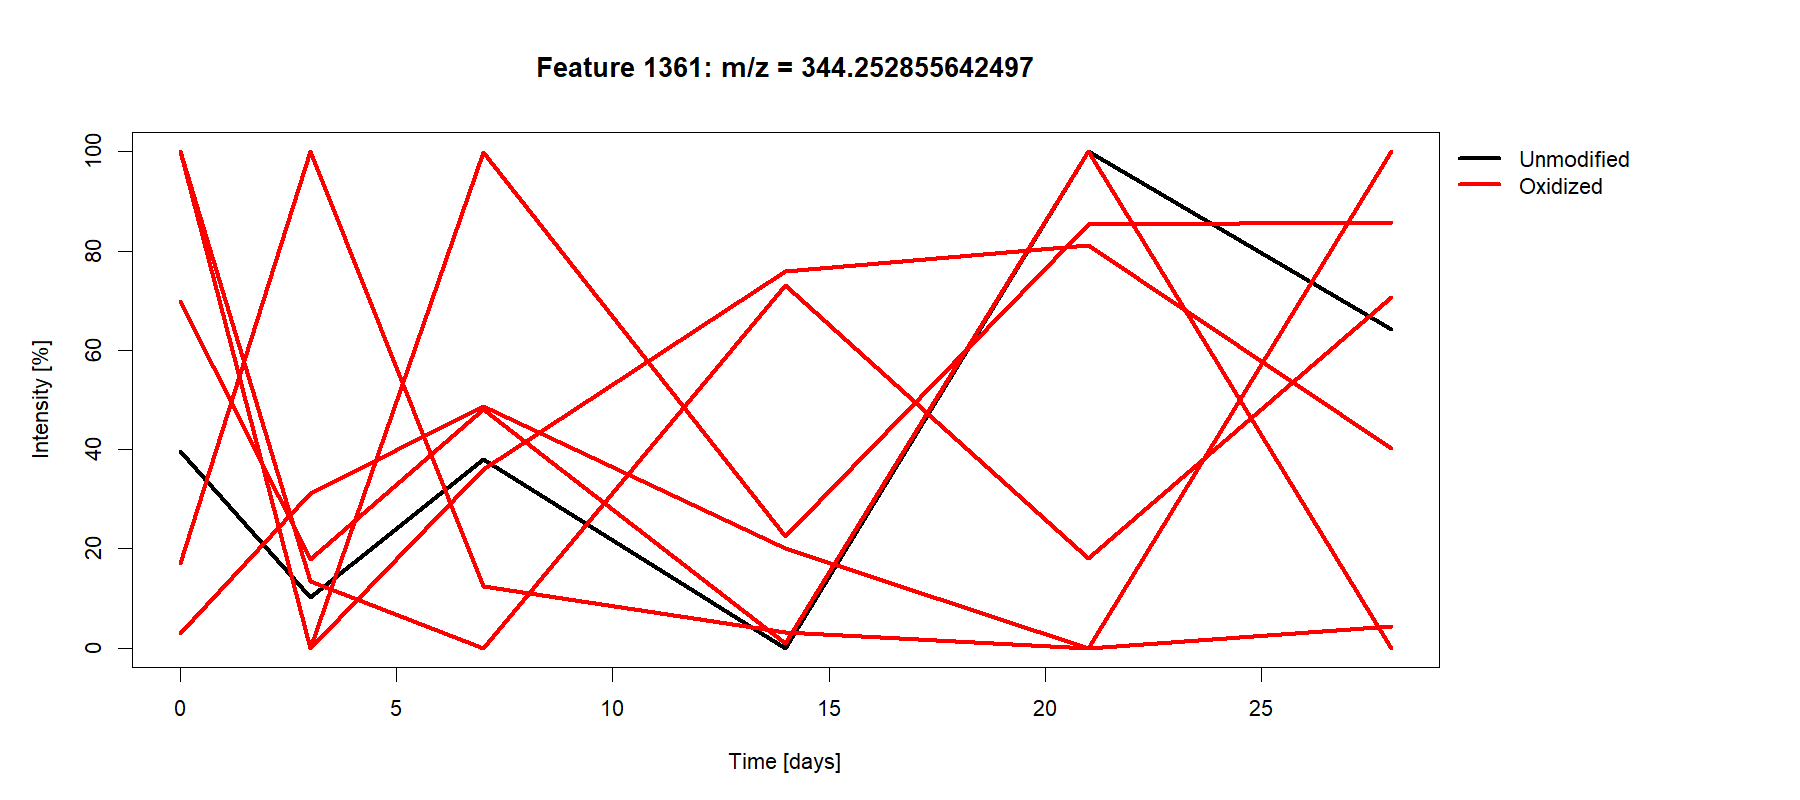 Feature 1361: m/z = 344.252855642497
Unmodified
Oxidized
100
80
60
40
20
0
Intensity [%]
0 5 10 15 20 25
Time [days]